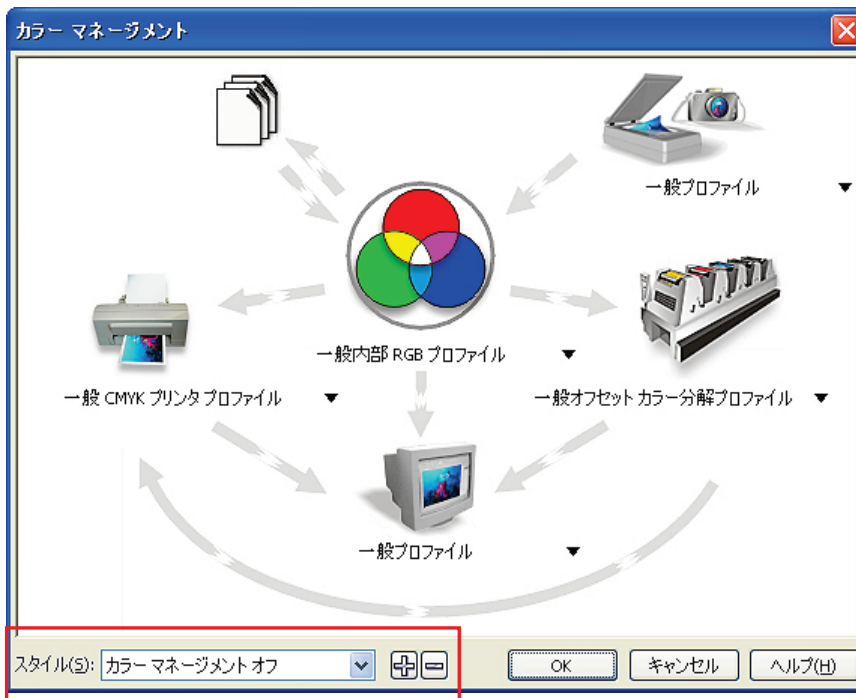 カラー マネージメント
一般プロファイル
一般内部 RGB プロファイル
一般 CMYK プリンタ プロファイル
一般オフセット カラー分解プロファイル
一般プロファイル
スタイル(S): カラー マネージメント オフ
OK
キャンセル
ヘルプ(H)